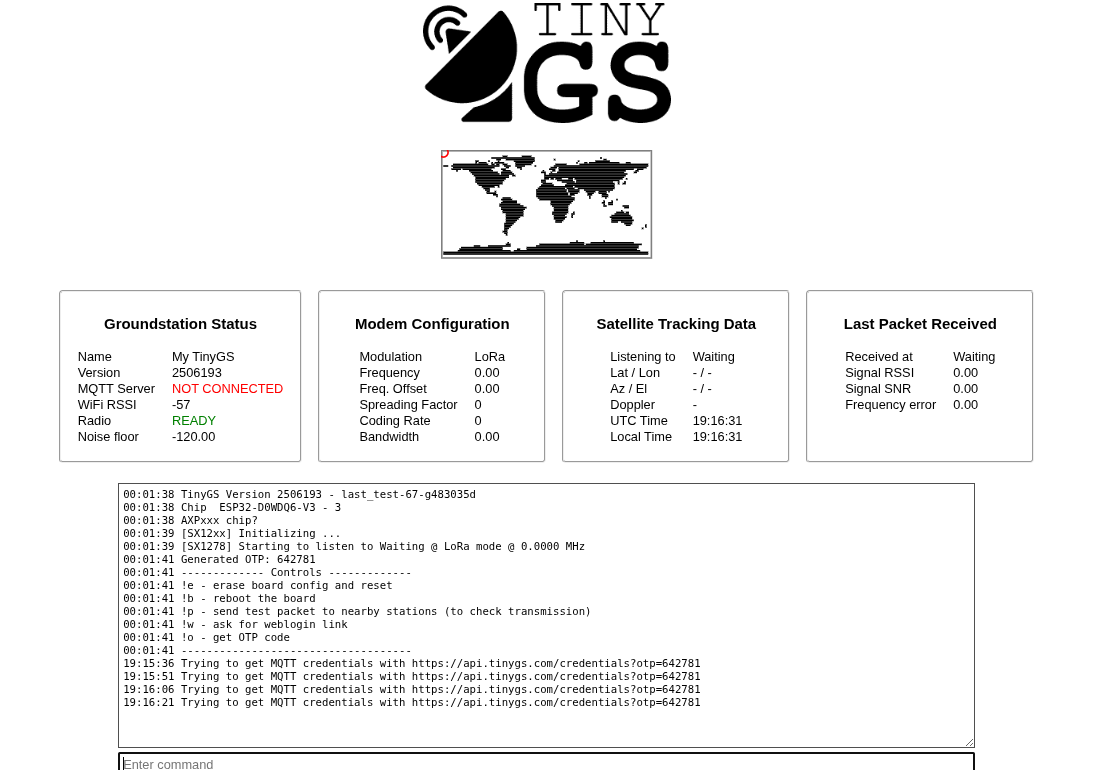 TINY
GS
Groundstation Status
Name My TinyGS
Version 2506193
MQTT Server NOT CONNECTED
WiFi RSSI -57
Radio READY
Noise floor -120.00
Modem Configuration
Modulation LoRa
Frequency 0.00
Freq. Offset 0.00
Spreading Factor 0
Coding Rate 0
Bandwidth 0.00
Satellite Tracking Data
Listening to Waiting
Lat / Lon - / -
Az / El - / -
Doppler -
UTC Time 19:16:31
Local Time 19:16:31
Last Packet Received
Received at Waiting
Signal RSSI 0.00
Signal SNR 0.00
Frequency error 0.00
00:01:38 TinyGS Version 2506193 - last_test-67-g483035d
00:01:38 Chip  ESP32-D0WDQ6-V3 - 3
00:01:38 AXPxxx chip?
00:01:39 [SX12xx] Initializing ...
00:01:39 [SX1278] Starting to listen to Waiting @ LoRa mode @ 0.0000 MHz
00:01:41 Generated OTP: 642781
00:01:41 ------------- Controls -------------
00:01:41 !e - erase board config and reset
00:01:41 !b - reboot the board
00:01:41 !p - send test packet to nearby stations (to check transmission)
00:01:41 !w - ask for weblogin link
00:01:41 !o - get OTP code
00:01:41 ------------------------------------
19:15:36 Trying to get MQTT credentials with https://api.tinygs.com/credentials?otp=642781
19:15:51 Trying to get MQTT credentials with https://api.tinygs.com/credentials?otp=642781
19:16:06 Trying to get MQTT credentials with https://api.tinygs.com/credentials?otp=642781
19:16:21 Trying to get MQTT credentials with https://api.tinygs.com/credentials?otp=642781
Enter command